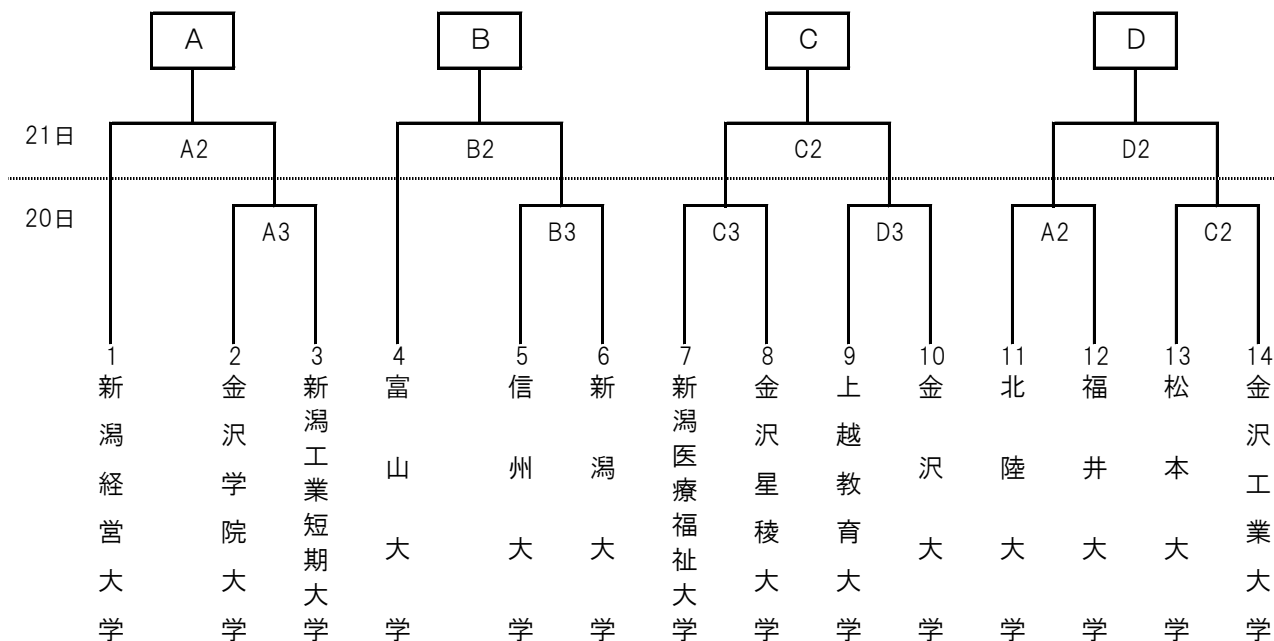 A B C D
21日
A2 B2 C2 D2
20日
A3 B3 C3 D3 A2 C2
1 2 3 4 5 6 7 8 9 10 11 12 13 14
新潟経営大学
金沢学院大学
新潟工業短期大学
富山大学
信州大学
新潟大学
新潟医療福祉大学
金沢星稜大学
上越教育大学
金沢大学
北陸大学
福井大学
松本大学
金沢工業大学